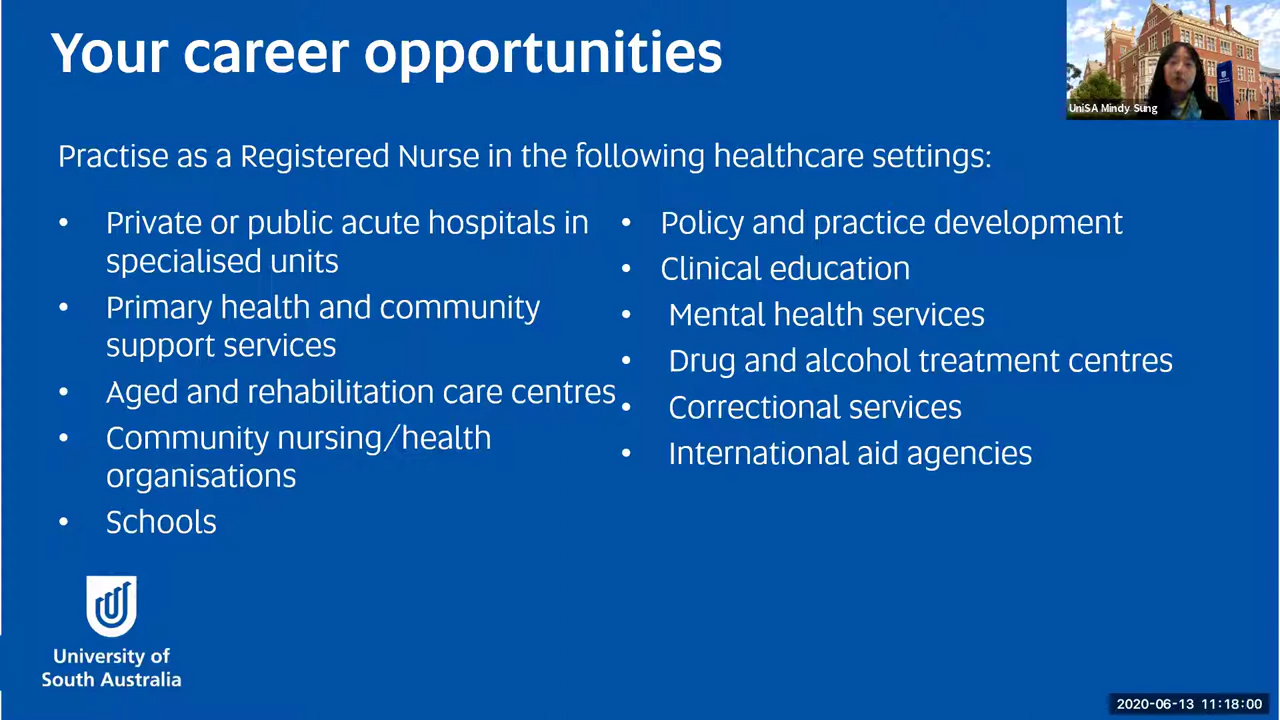 Your career opportunities
UniSA Mindy Sung
Practise as a Registered Nurse in the following healthcare settings:
• Private or public acute hospitals in
specialised units
• Primary health and community
support services
• Aged and rehabilitation care centres
• Community nursing/health
organisations
• Schools
• Policy and practice development
• Clinical education
• Mental health services
• Drug and alcohol treatment centres
• Correctional services
• International aid agencies
University of
South Australia
2020-06-13 11:18:00